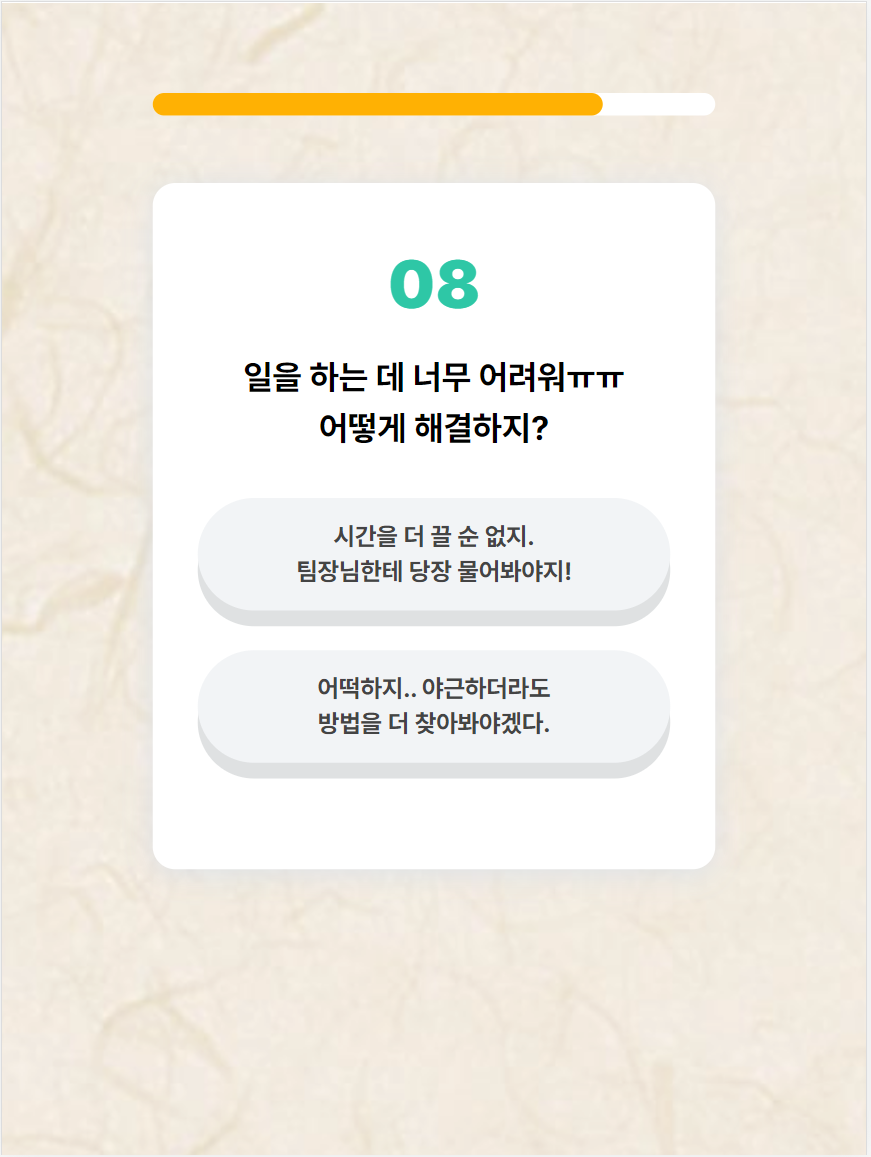 08
일을 하는 데 너무 어려워ㅠㅠ
어떻게 해결하지?
시간을 더 끌 순 없지.
팀장님한테 당장 물어봐야지!
어떡하지.. 야근하더라도
방법을 더 찾아봐야겠다.